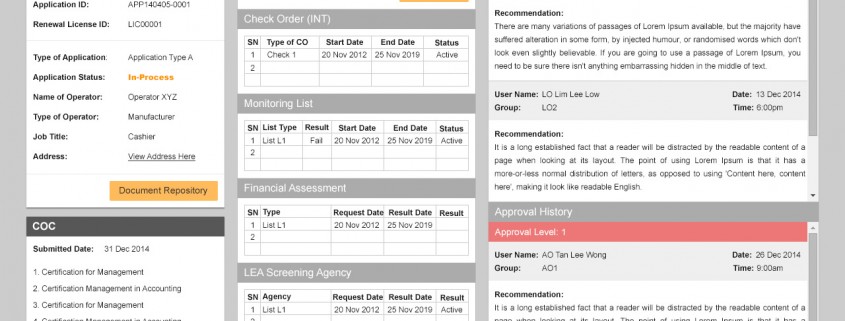 Application ID: APP140405-0001
Renewal License ID: LIC00001
Type of Application: Application Type A
Application Status: In-Process
Name of Operator: Operator XYZ
Type of Operator: Manufacturer
Job Title: Cashier
Address: View Address Here
Document Repository
COC
Submitted Date: 31 Dec 2014
1. Certification for Management
2. Certification Management in Accounting
3. Certification for Management
4. Certification Management in Accounting
Check Order (INT)
SN Type of CO Start Date End Date Status
1 Check 1 20 Nov 2012 25 Nov 2019 Active
2
Monitoring List
SN List Type Result Start Date End Date Status
1 List L1 Fail 20 Nov 2012 25 Nov 2019 Active
2
Financial Assessment
SN Type Request Date Result Date Result
1 List L1 20 Nov 2012 25 Nov 2019
2
LEA Screening Agency
SN Agency Request Date Result Date Result
1 List L1 20 Nov 2012 25 Nov 2019
Recommendation:
There are many variations of passages of Lorem Ipsum available, but the majority have
suffered alteration in some form, by injected humour, or randomised words which don't
look even slightly believable. If you are going to use a passage of Lorem Ipsum, you
need to be sure there isn't anything embarrassing hidden in the middle of text.
User Name: LO Lim Lee Low Date: 13 Dec 2014
Group: LO2 Time: 6:00pm
Recommendation:
It is a long established fact that a reader will be distracted by the readable content of a
page when looking at its layout. The point of using Lorem Ipsum is that it has a
more-or-less normal distribution of letters, as opposed to using 'Content here, content
here', making it look like readable English.
Approval History
Approval Level: 1
User Name: AO Tan Lee Wong Date: 26 Dec 2014
Group: AO1 Time: 9:00am
Recommendation:
It is a long established fact that a reader will be distracted by the readable content of a
page when looking at its layout. The point of using Lorem Ipsum is that it has a